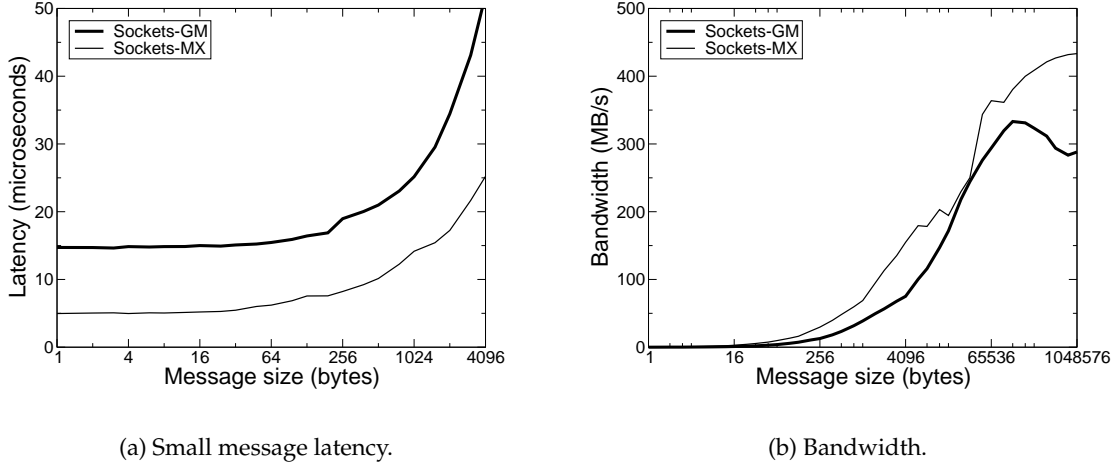 50
40
30
20
10
0
Latency (microseconds)
Sockets-GM
Sockets-MX
1 4 16 64 256 1024 4096
Message size (bytes)
(a) Small message latency.
500
400
300
200
100
0
Bandwidth (MB/s)
Sockets-GM
Sockets-MX
1 16 256 4096 65536 1048576
Message size (bytes)
(b) Bandwidth.